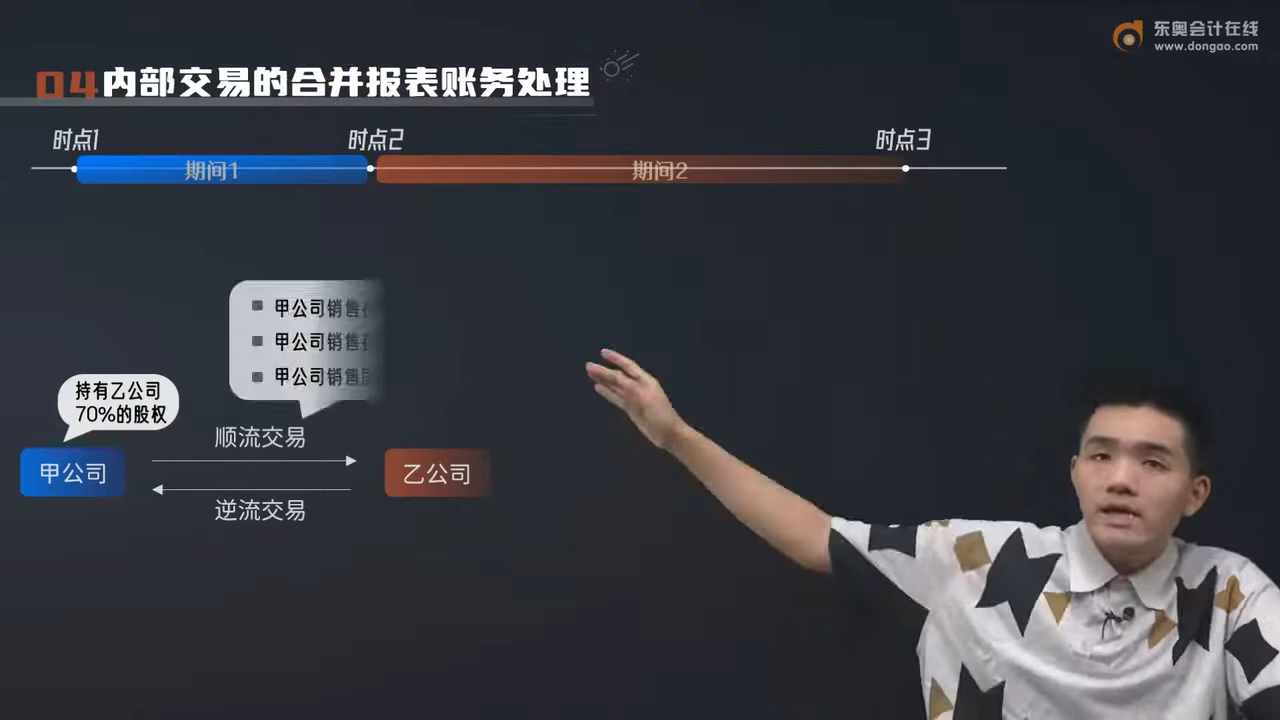 东奥会计在线
www.dongao.com
04内部交易的合并报表账务处理
时点1
时点2
时点3
期间1
期间2
甲公司销售
甲公司销售
甲公司销售
持有乙公司
70%的股权
顺流交易
甲公司
乙公司
逆流交易